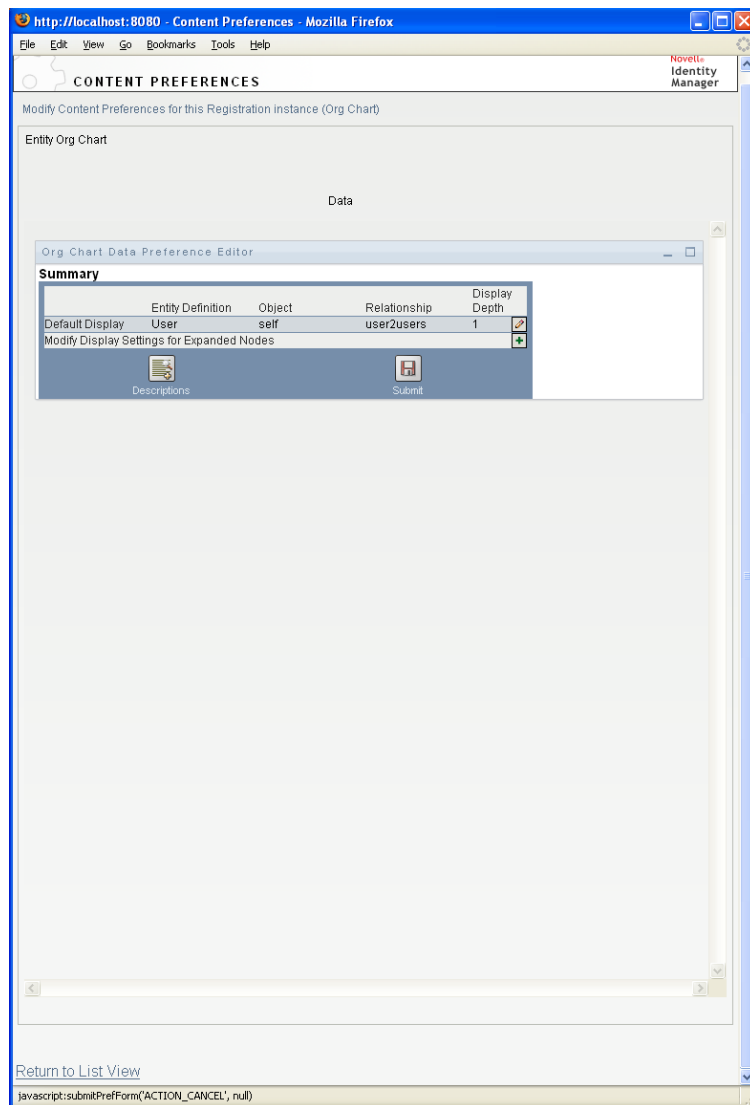 http://localhost:8080 - Content Preferences - Mozilla Firefox
File Edit View Go Bookmarks Tools Help
Novell®
Identity
Manager
CONTENT PREFERENCES
Modify Content Preferences for this Registration instance (Org Chart)
Entity Org Chart
Data
Org Chart Data Preference Editor
Summary
Entity Definition Object Relationship Display Depth
Default Display User self user2users 1
Modify Display Settings for Expanded Nodes
Descriptions Submit
Return to List View
javascript:submitPrefForm('ACTION_CANCEL', null)